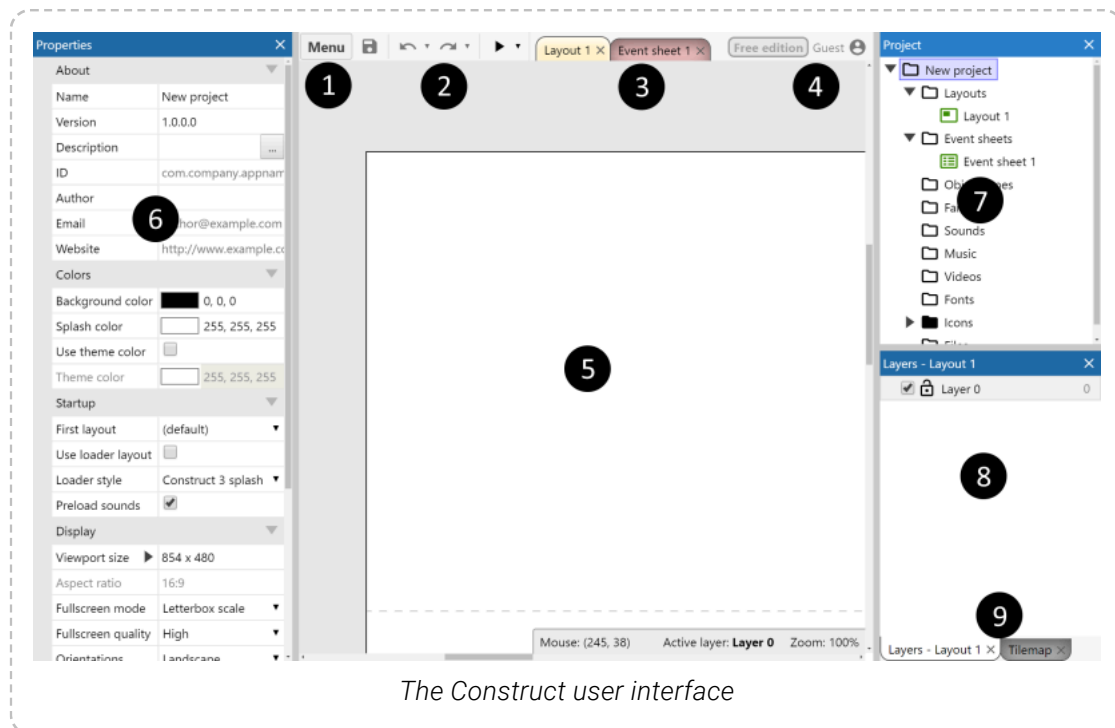 Properties
About
Name New project
Version 1.0.0.0
Description ...
ID com.company.appnam
Author
Email hor@example.com
Website http://www.example.co
Colors
Background color 0, 0, 0
Splash color 255, 255, 255
Use theme color
Theme color 255, 255, 255
Startup
First layout (default)
Use loader layout
Loader style Construct 3 splash
Preload sounds
Display
Viewport size 854 x 480
Aspect ratio 16:9
Fullscreen mode Letterbox scale
Fullscreen quality High
Orientations Landscape
6
Menu Layout 1 Event sheet 1 Free edition Guest
1 2 3 4
5
Mouse: (245, 38) Active layer: Layer 0 Zoom: 100%
Project
New project
Layouts
Layout 1
Event sheets
Event sheet 1
7
Sounds
Music
Videos
Fonts
Icons
Files
Layers - Layout 1
Layer 0 0
8
9
Layers - Layout 1 Tilemap
The Construct user interface